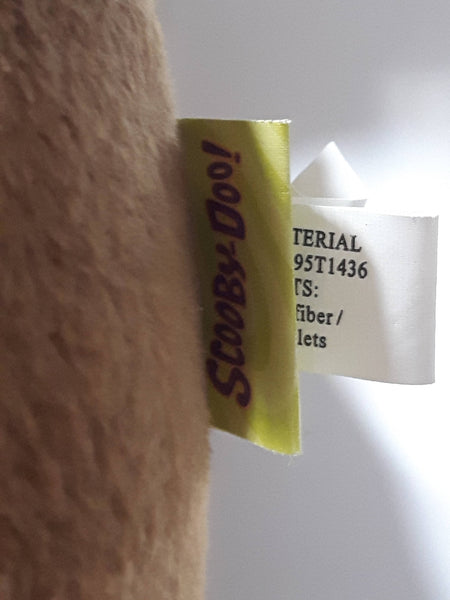 SCOOBY-DOO!
TERIAL
95T1436
TS:
fiber/
lets